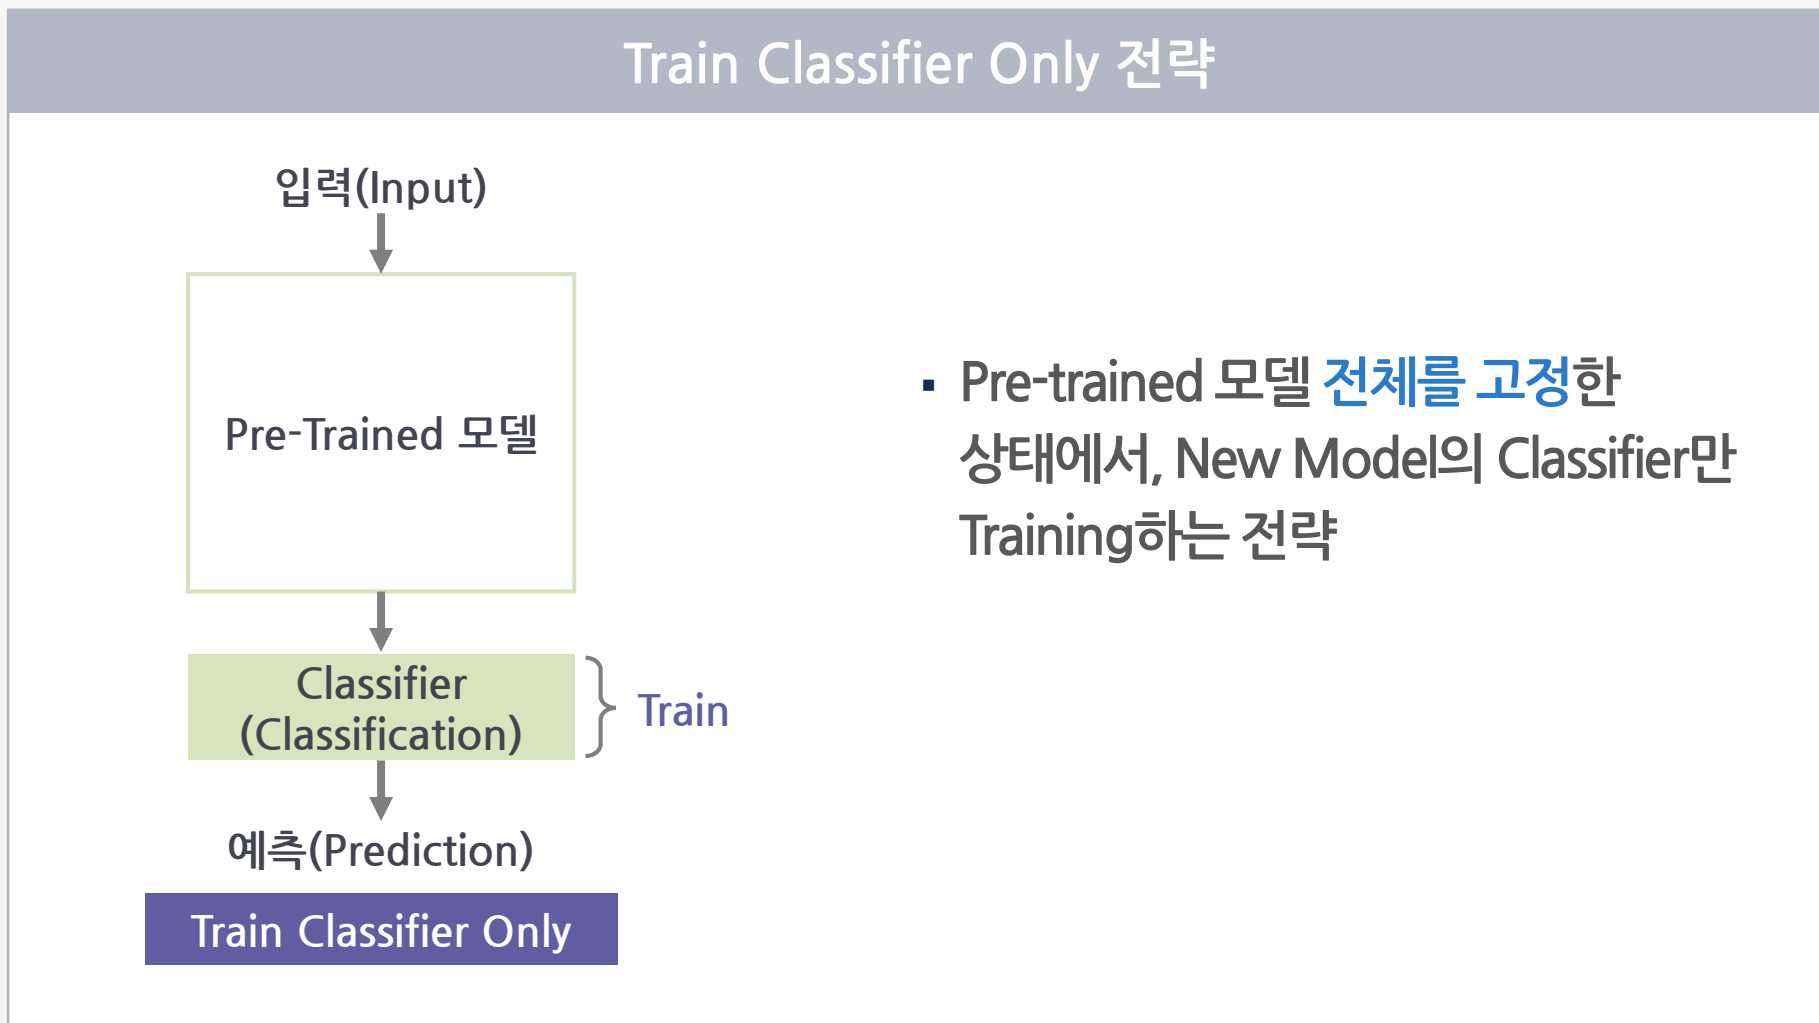 Train Classifier Only 전략
입력(Input)
Pre-Trained 모델
Classifier
(Classification)
Train
예측(Prediction)
Train Classifier Only
▪ Pre-trained 모델 전체를 고정한
상태에서, New Model의 Classifier만
Training하는 전략